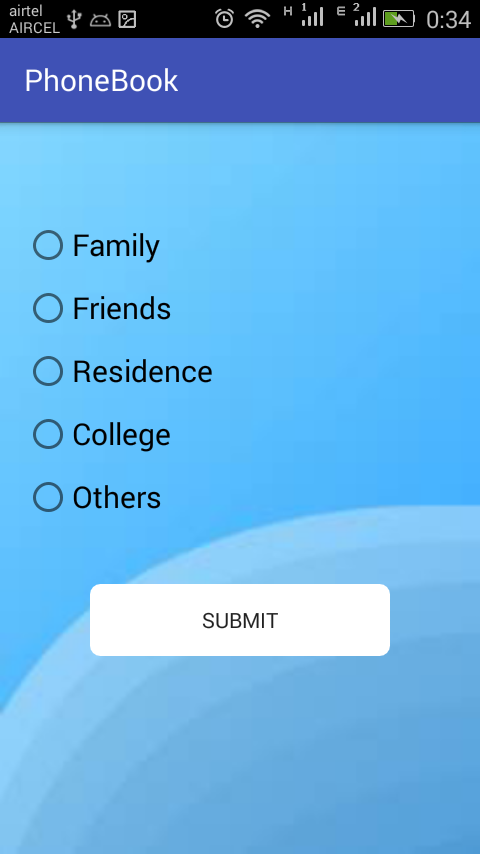 airtel
AIRCEL
H 1 E 2 0:34
PhoneBook
Family
Friends
Residence
College
Others
SUBMIT